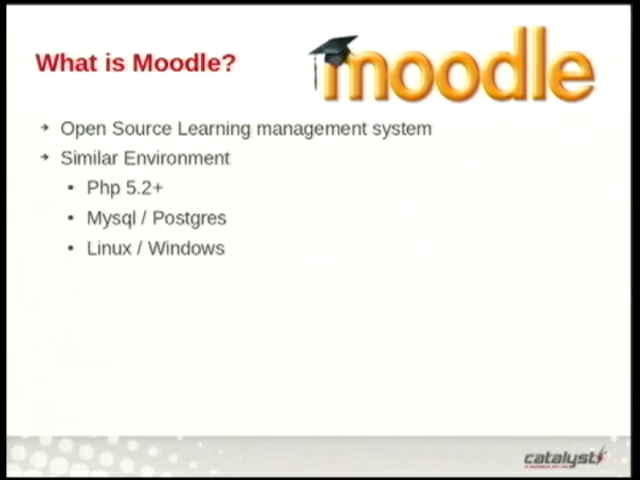 What is Moodle?
moodle
Open Source Learning management system
Similar Environment
Php 5.2+
Mysql / Postgres
Linux / Windows
catalyst